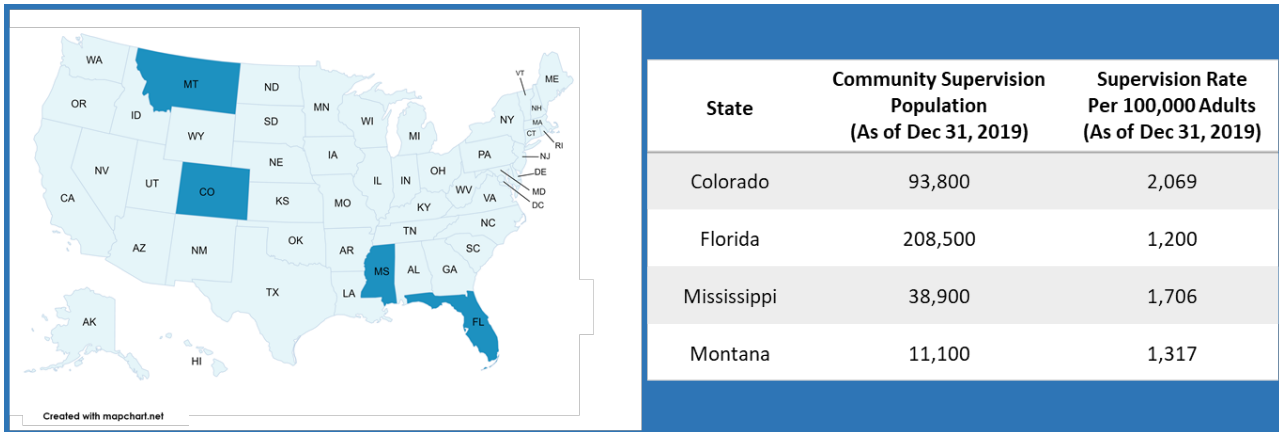 WA
MT
ND
MN
VT
ME
OR
ID
SD
WI
MI
NY
NH
MA
CT
RI
WY
IA
PA
NJ
NE
OH
DE
NV
UT
CO
IL
IN
WV
MD
VA
DC
CA
KS
MO
KY
NC
TN
AZ
NM
OK
AR
SC
MS
AL
GA
TX
LA
AK
FL
HI
Created with mapchart.net
State
Community Supervision
Population
(As of Dec 31, 2019)
Supervision Rate
Per 100,000 Adults
(As of Dec 31, 2019)
Colorado 93,800 2,069
Florida 208,500 1,200
Mississippi 38,900 1,706
Montana 11,100 1,317